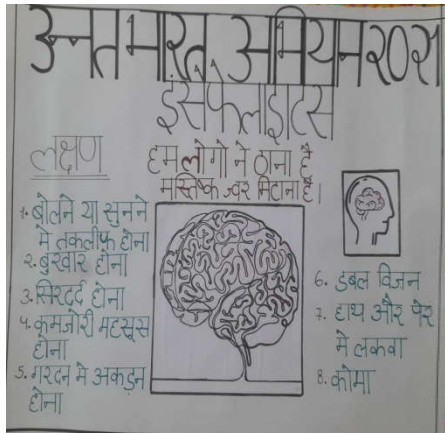 उन्नत भारत अभियान २०२१
इंसेफेलाइटिस
लक्षण
हम लोगो ने ठाना है
मस्तिष्क ज्वर मिटाना है।
1. बोलने या सुनने
मे तकलीफ होना
२. बुखार होना
3. सिरदर्द होना
4. कमजोरी महसूस
होना
5. गरदन मे अकड़न
होना
6. डबल विजन
7. हाथ और पैर
मे लकवा
8. कोमा